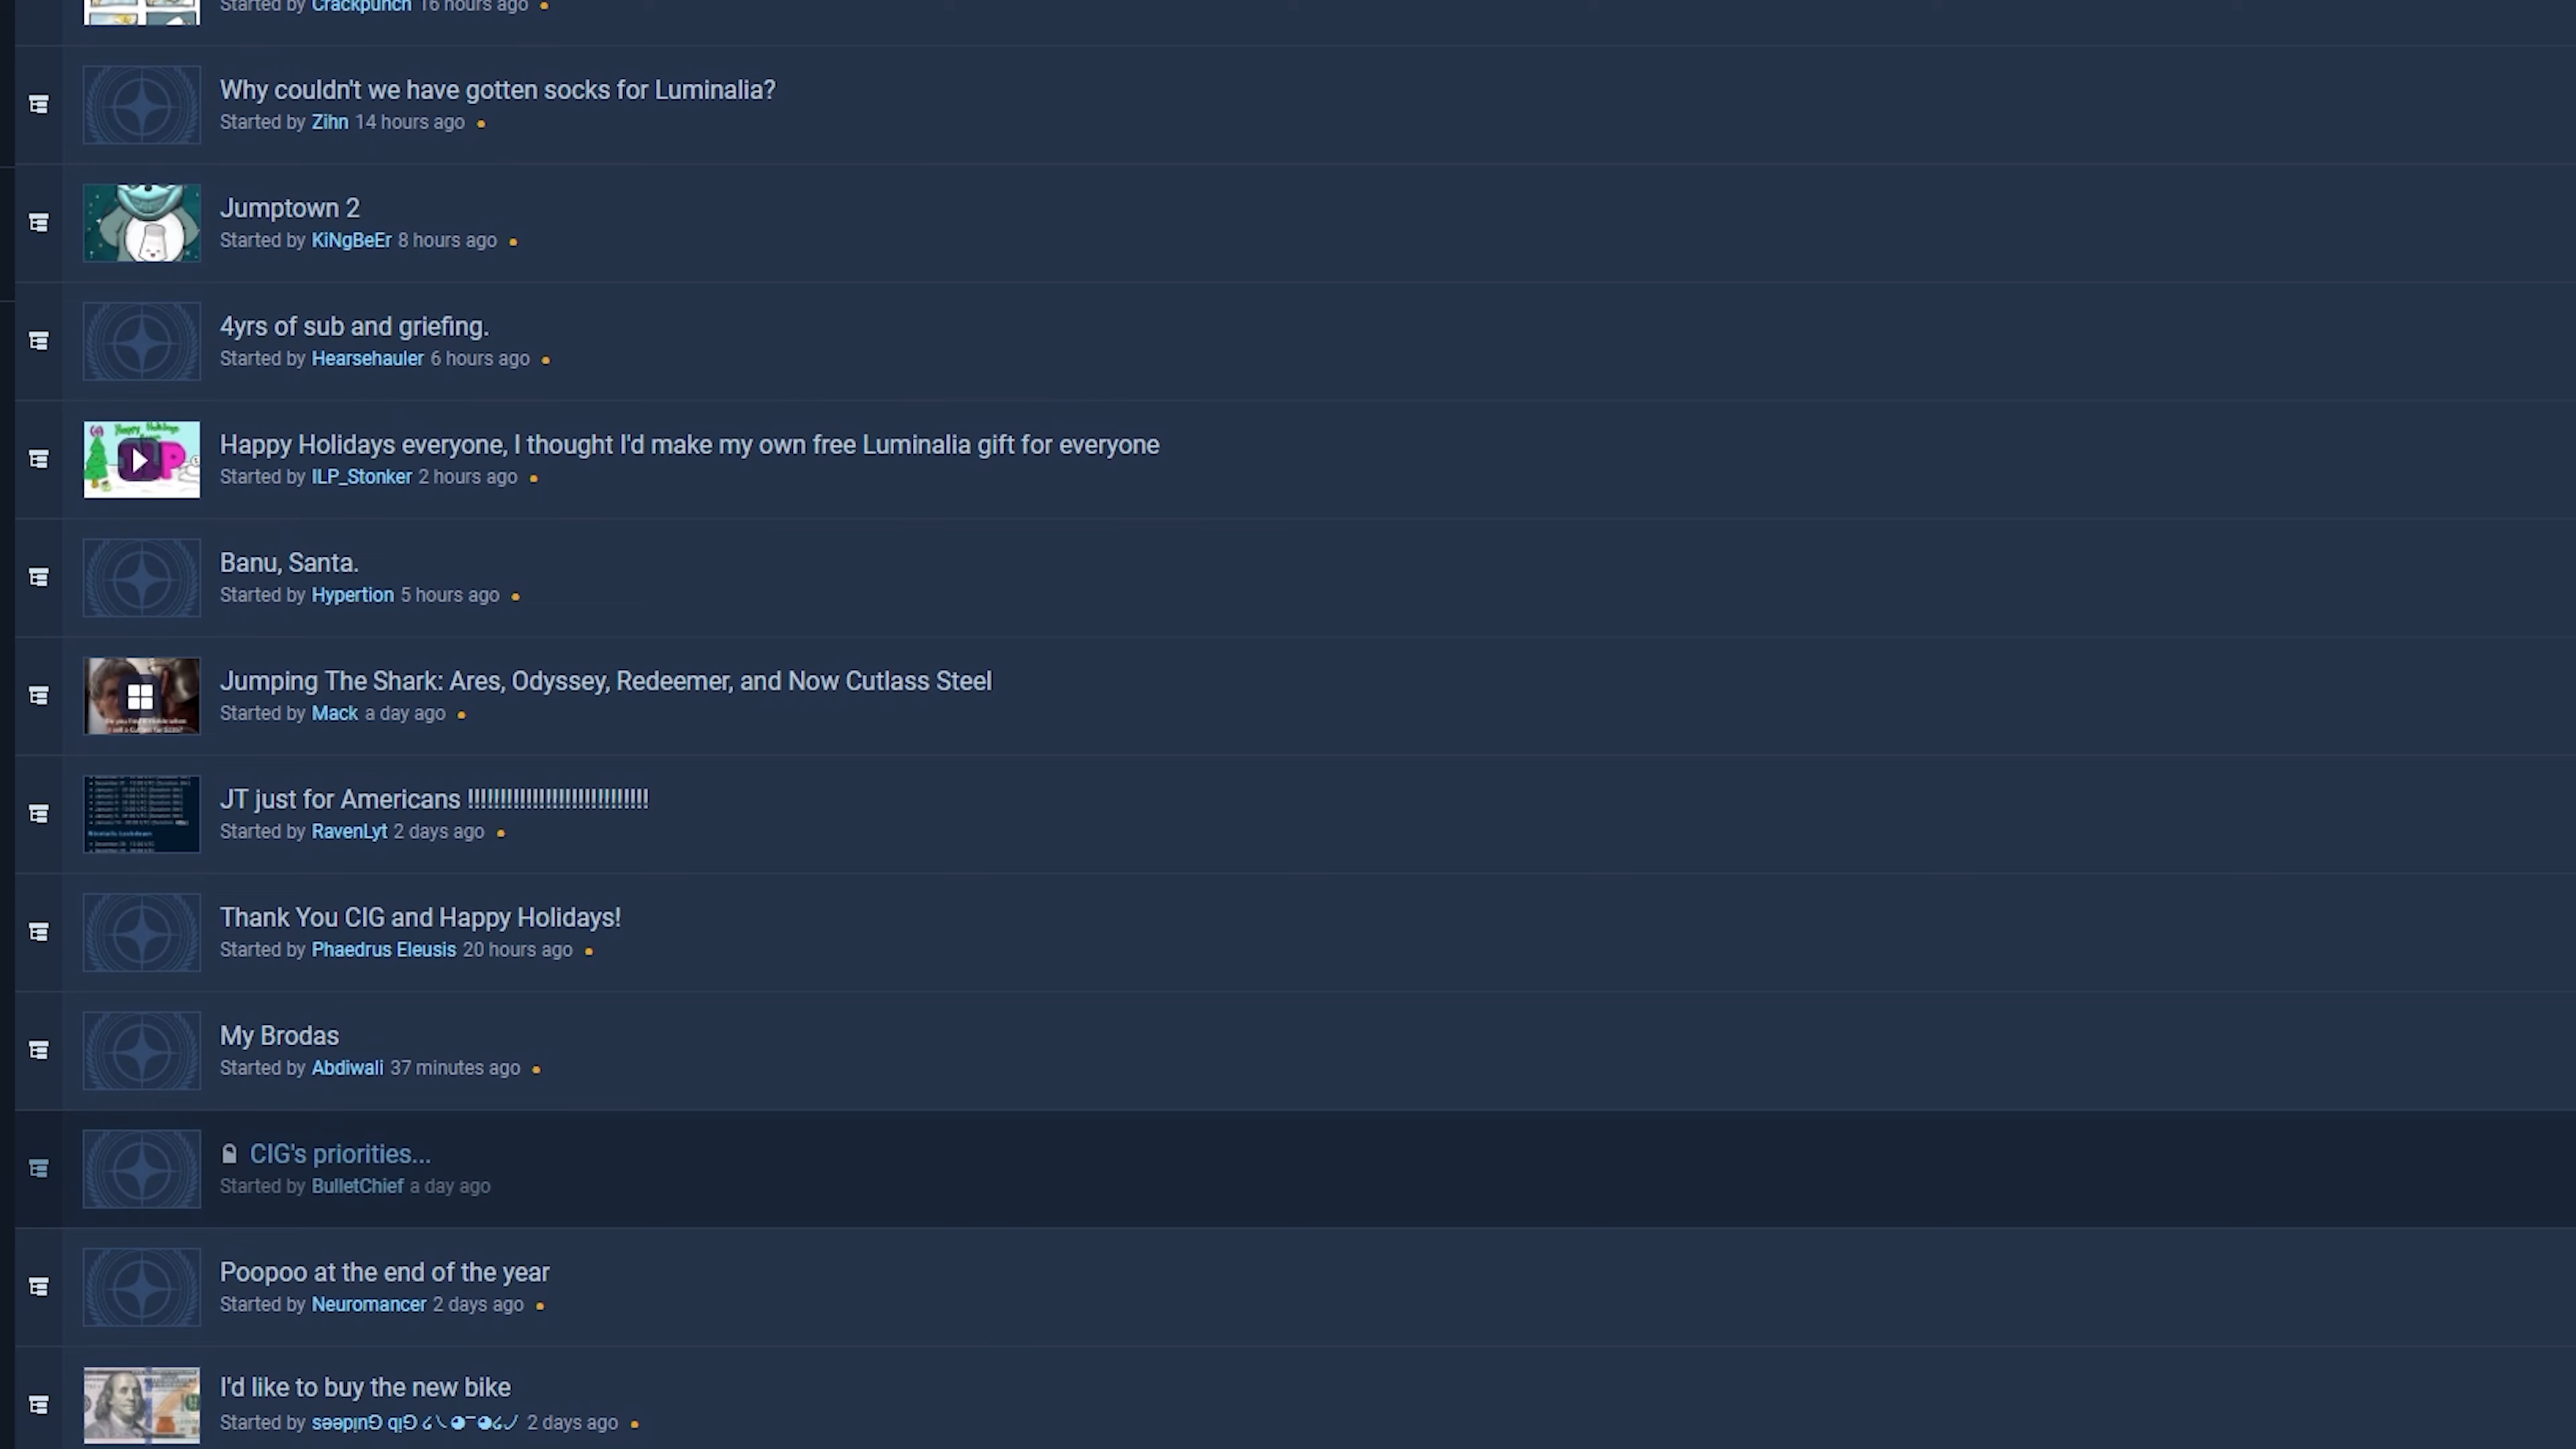 Started by Crackpunch 16 hours ago
Why couldn't we have gotten socks for Luminalia?
Started by Zihn 14 hours ago
Jumptown 2
Started by KiNgBeEr 8 hours ago
4yrs of sub and griefing.
Started by Hearsehauler 6 hours ago
Happy Holidays
Happy Holidays everyone, I thought I'd make my own free Luminalia gift for everyone
Started by ILP_Stonker 2 hours ago
Banu, Santa.
Started by Hypertion 5 hours ago
Jumping The Shark: Ares, Odyssey, Redeemer, and Now Cutlass Steel
Started by Mack a day ago
JT just for Americans !!!!!!!!!!!!!!!!!!!!!!!!!!!!
Started by RavenLyt 2 days ago
Thank You CIG and Happy Holidays!
Started by Phaedrus Eleusis 20 hours ago
My Brodas
Started by Abdiwali 37 minutes ago
CIG's priorities...
Started by BulletChief a day ago
Poopoo at the end of the year
Started by Neuromancer 2 days ago
I'd like to buy the new bike
Started by 2 days ago